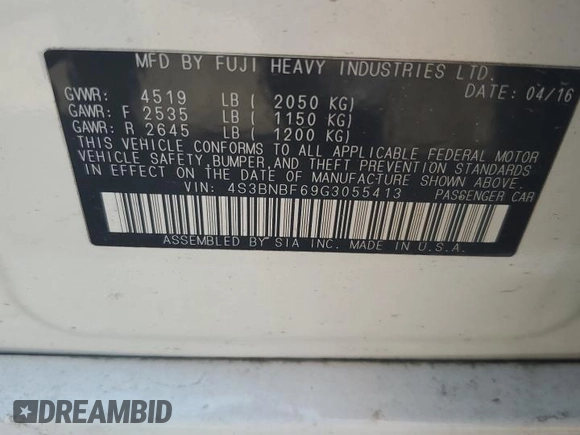 MFD BY FUJI HEAVY INDUSTRIES LTD.
DATE: 04/16
GVWR: 4519 LB ( 2050 KG)
GAWR: F 2535 LB ( 1150 KG)
GAWR: R 2645 LB ( 1200 KG)
THIS VEHICLE CONFORMS TO ALL APPLICABLE FEDERAL MOTOR
VEHICLE SAFETY, BUMPER, AND THEFT PREVENTION STANDARDS
IN EFFECT ON THE DATE OF MANUFACTURE SHOWN ABOVE.
VIN: 4S3BNBF69G3055413 PASSENGER CAR
ASSEMBLED BY SIA INC. MADE IN U.S.A.
DREAMBID